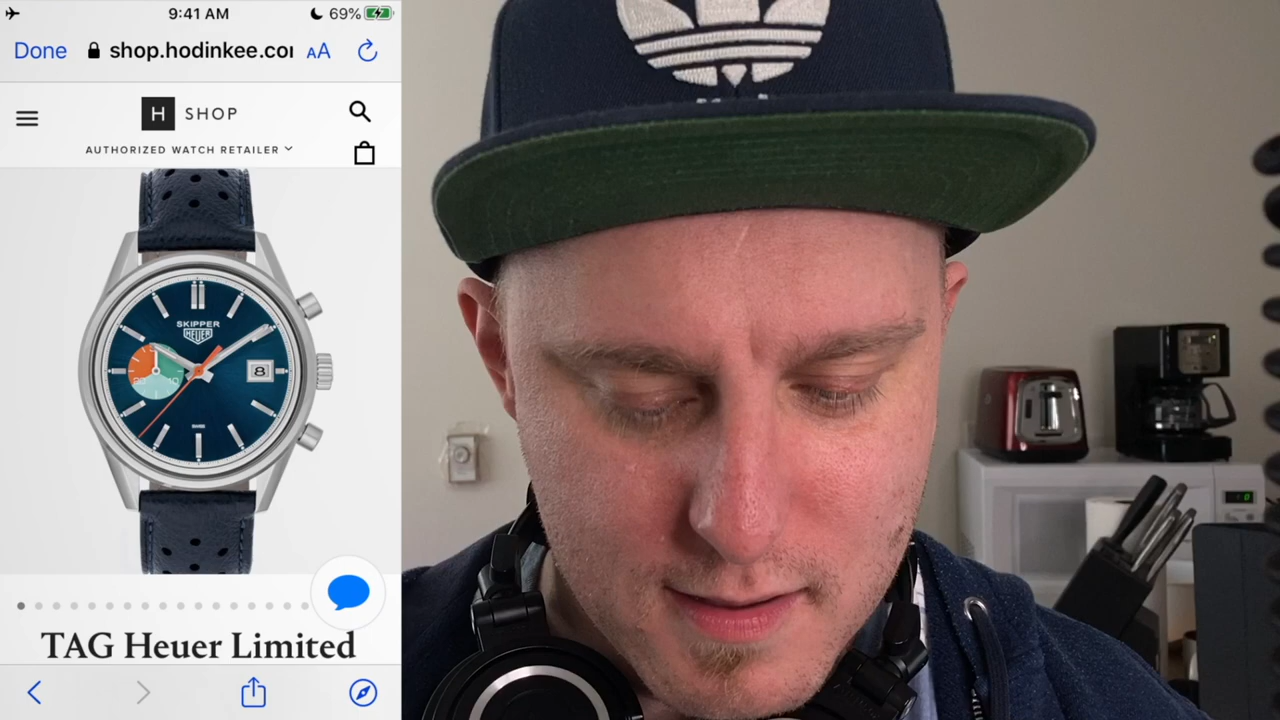 9:41 AM
69%
Done
shop.hodinkee.co
AA
H SHOP
AUTHORIZED WATCH RETAILER
SKIPPER
HEUER
8
TAG Heuer Limited